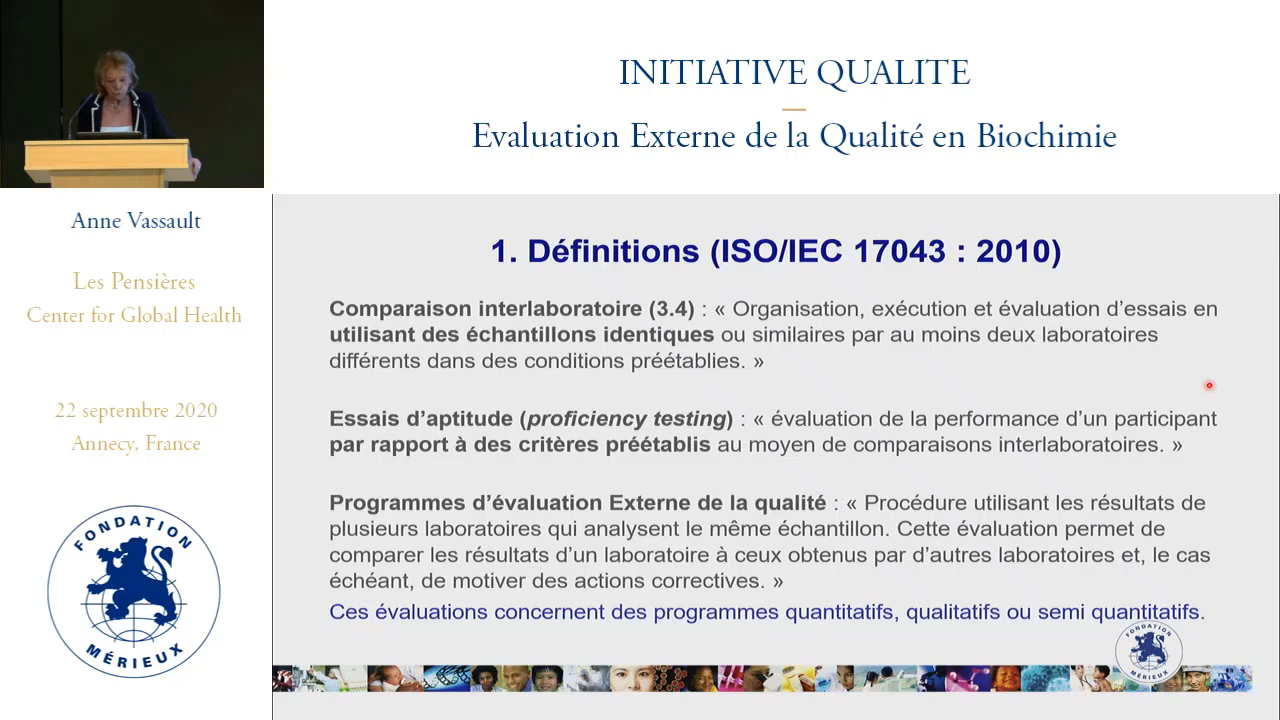 INITIATIVE QUALITE
Evaluation Externe de la Qualité en Biochimie
Anne Vassault
Les Pensières
Center for Global Health
22 septembre 2020
Annecy, France
FONDATION
MÉRIEUX
1. Définitions (ISO/IEC 17043 : 2010)
Comparaison interlaboratoire (3.4) : « Organisation, exécution et évaluation d’essais en
utilisant des échantillons identiques ou similaires par au moins deux laboratoires
différents dans des conditions préétablies. »
Essais d’aptitude (proficiency testing) : « évaluation de la performance d’un participant
par rapport à des critères préétablis au moyen de comparaisons interlaboratoires. »
Programmes d’évaluation Externe de la qualité : « Procédure utilisant les résultats de
plusieurs laboratoires qui analysent le même échantillon. Cette évaluation permet de
comparer les résultats d’un laboratoire à ceux obtenus par d’autres laboratoires et, le cas
échéant, de motiver des actions correctives. »
Ces évaluations concernent des programmes quantitatifs, qualitatifs ou semi quantitatifs.
FONDATION
MÉRIEUX